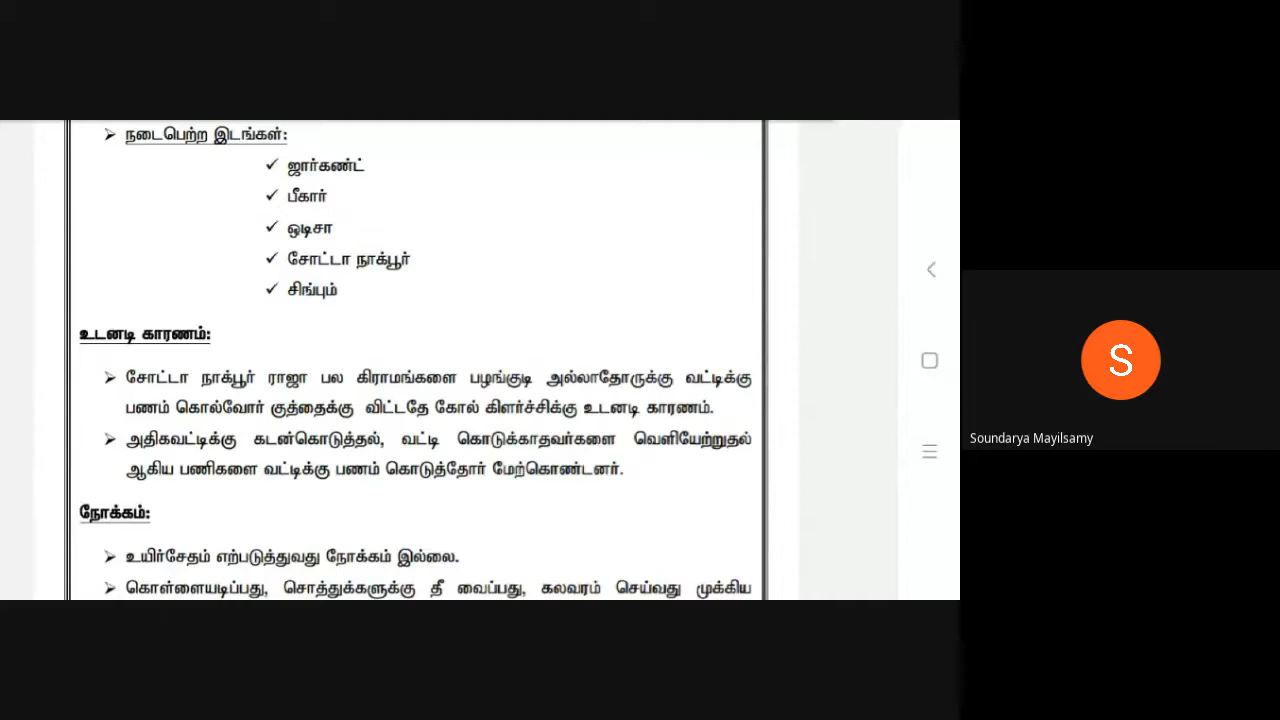 ➢ நடைபெற்ற இடங்கள்:
✓ ஜார்கண்ட்
✓ பீகார்
✓ ஒடிசா
✓ சோட்டா நாக்பூர்
✓ சிங்பும்
உடனடி காரணம்:
➢ சோட்டா நாக்பூர் ராஜா பல கிராமங்களை பழங்குடி அல்லாதோருக்கு வட்டிக்கு
பணம் கொல்வோர் குத்தைக்கு விட்டதே கோல் கிளர்ச்சிக்கு உடனடி காரணம்.
➢ அதிகவட்டிக்கு கடன்கொடுத்தல், வட்டி கொடுக்காதவர்களை வெளியேற்றுதல்
ஆகிய பணிகளை வட்டிக்கு பணம் கொடுத்தோர் மேற்கொண்டனர்.
நோக்கம்:
➢ உயிர்சேதம் எற்படுத்துவது நோக்கம் இல்லை.
➢ கொள்ளையடிப்பது, சொத்துக்களுக்கு தீ வைப்பது, கலவரம் செய்வது முக்கிய
S
Soundarya Mayilsamy